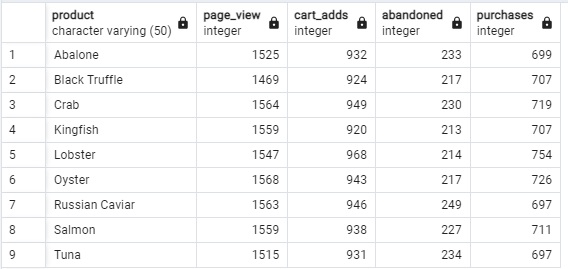 product page_view cart_adds abandoned purchases
character varying (50) integer integer integer integer
1 Abalone 1525 932 233 699
2 Black Truffle 1469 924 217 707
3 Crab 1564 949 230 719
4 Kingfish 1559 920 213 707
5 Lobster 1547 968 214 754
6 Oyster 1568 943 217 726
7 Russian Caviar 1563 946 249 697
8 Salmon 1559 938 227 711
9 Tuna 1515 931 234 697